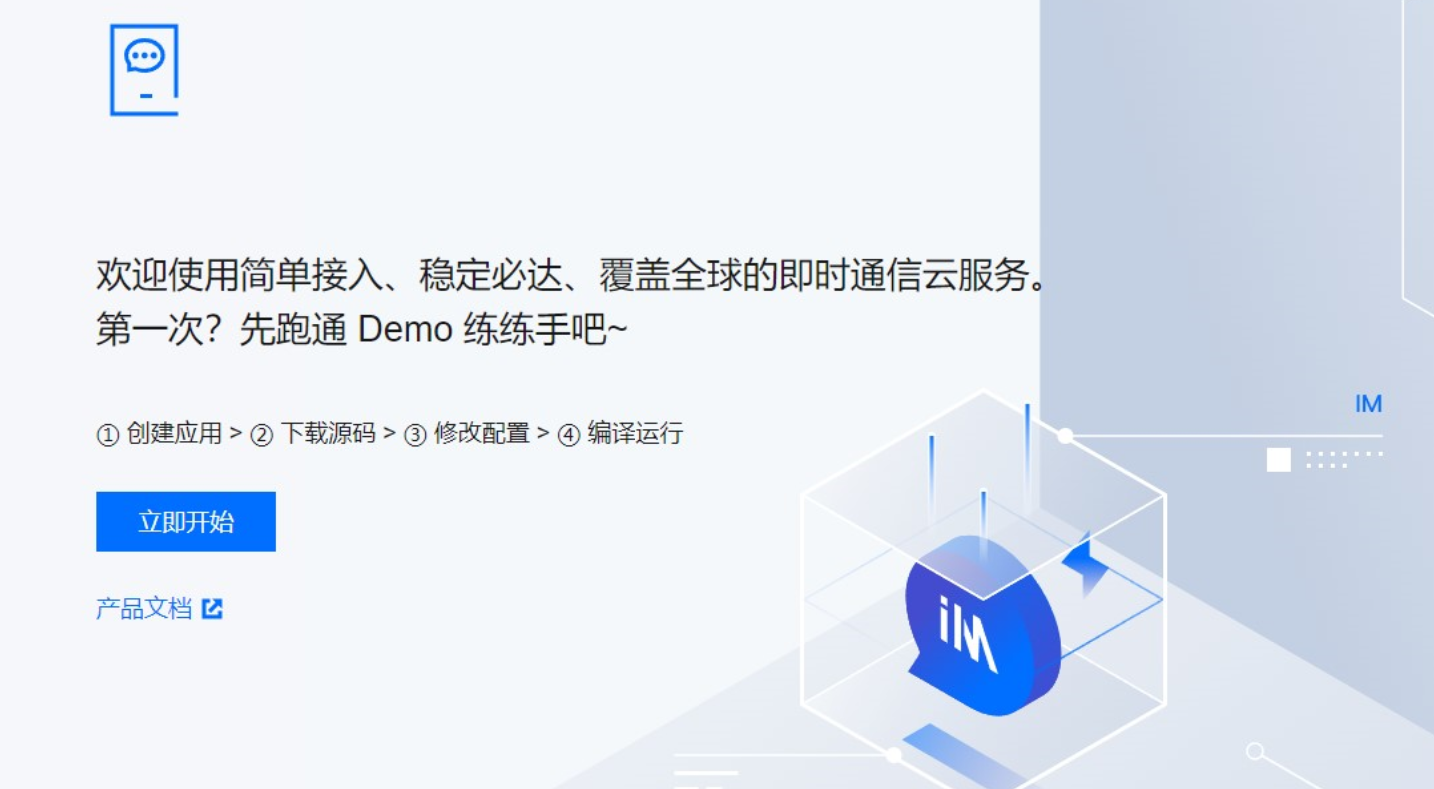 欢迎使用简单接入、稳定必达、覆盖全球的即时通信云服务。
第一次？先跑通 Demo 练练手吧~
① 创建应用 > ② 下载源码 > ③ 修改配置 > ④ 编译运行
立即开始
产品文档
IM
iM